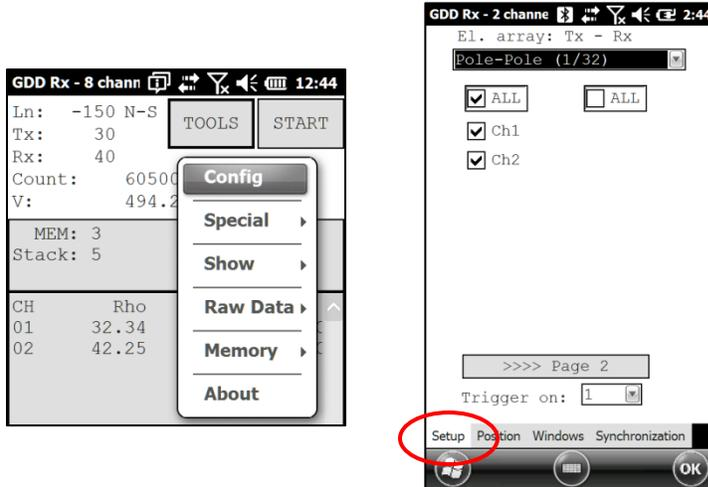 GDD Rx - 8 chann 12:44
Ln: -150 N-S
TOOLS START
Tx: 30
Rx: 40
Count: 60500
V: 494.2
Config
Special
Show
Raw Data
Memory
About
MEM: 3
Stack: 5
CH Rho
01 32.34
02 42.25
GDD Rx - 2 channe 2:44
El. array: Tx - Rx
Pole-Pole (1/32)
ALL ALL
Ch1
Ch2
>>>> Page 2
Trigger on: 1
Setup Position Windows Synchronization
OK